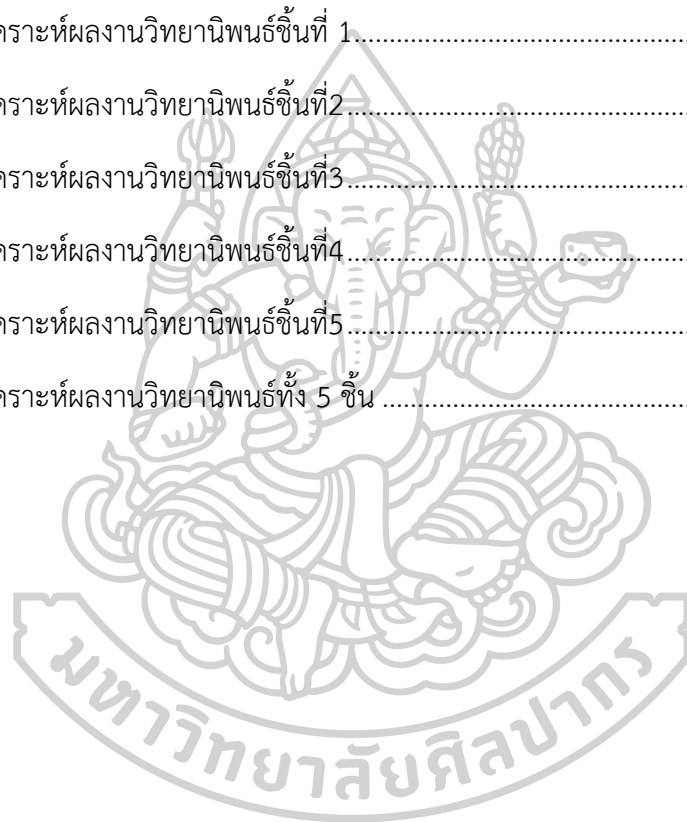 คราะห์ผลงานวิทยานิพนธ์ชิ้นที่ 1................................................................
คราะห์ผลงานวิทยานิพนธ์ชิ้นที่2................................................................
คราะห์ผลงานวิทยานิพนธ์ชิ้นที่3................................................................
คราะห์ผลงานวิทยานิพนธ์ชิ้นที่4................................................................
คราะห์ผลงานวิทยานิพนธ์ชิ้นที่5................................................................
คราะห์ผลงานวิทยานิพนธ์ทั้ง 5 ชิ้น ...........................................................
มหาวิทยาลัยศิลปากร